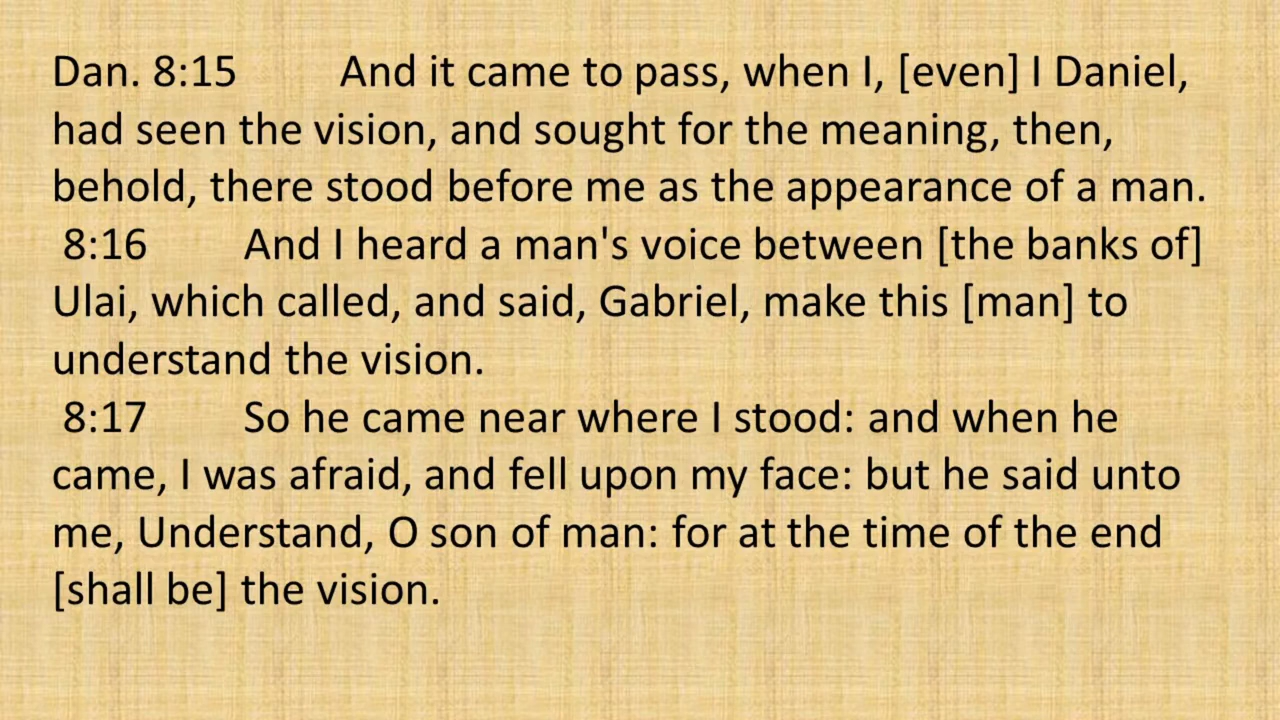 Dan. 8:15 And it came to pass, when I, [even] I Daniel,
had seen the vision, and sought for the meaning, then,
behold, there stood before me as the appearance of a man.
8:16 And I heard a man's voice between [the banks of]
Ulai, which called, and said, Gabriel, make this [man] to
understand the vision.
8:17 So he came near where I stood: and when he
came, I was afraid, and fell upon my face: but he said unto
me, Understand, O son of man: for at the time of the end
[shall be] the vision.